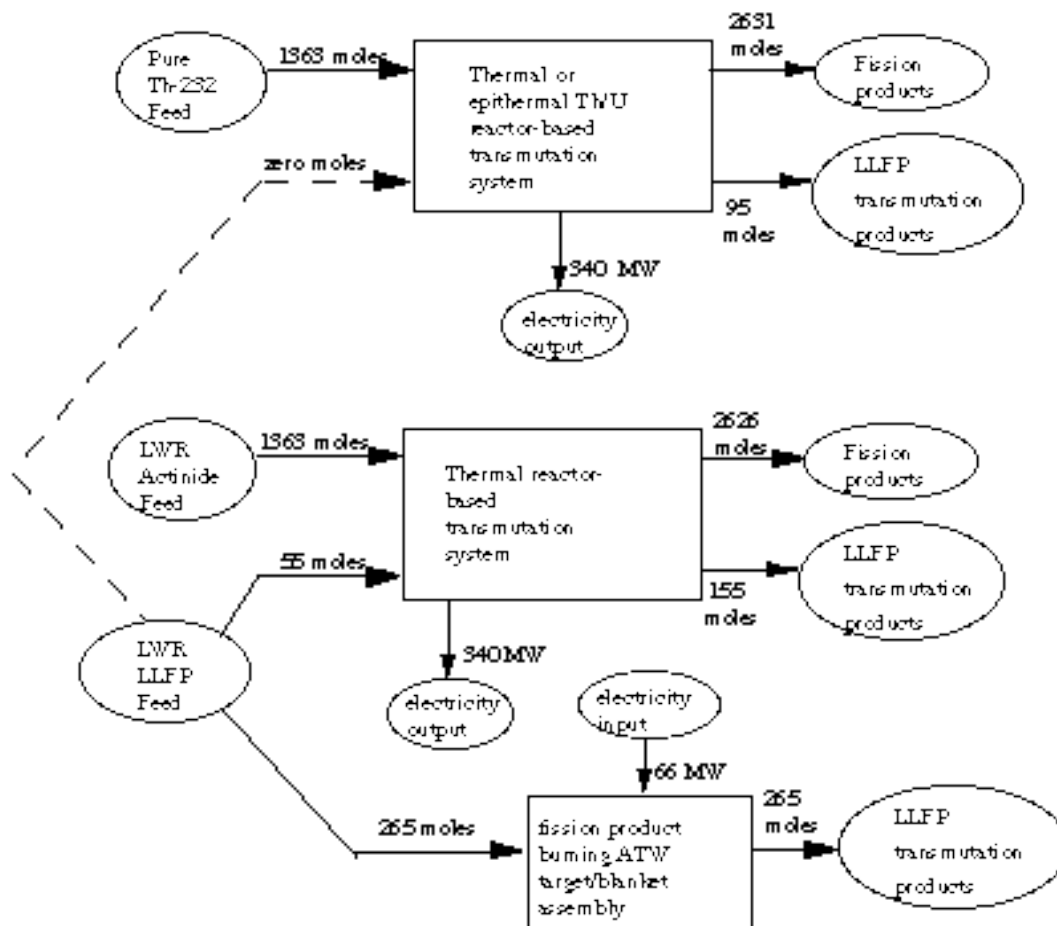 Pure
Th-232
Feed
1363 moles
Thermal or
epithermal Th/U
reactor-based
transmutation
system
2631
moles
Fission
products
zero moles
95
moles
LLFP
transmutation
products
340 MW
electricity
output
LWR
Actinide
Feed
1363 moles
Thermal reactor-
based
transmutation
system
2626
moles
Fission
products
55 moles
155
moles
LLFP
transmutation
products
LWR
LLFP
Feed
340 MW
electricity
output
electricity
input
66 MW
265 moles
fission product
burning ATW
target/blanket
assembly
265
moles
LLFP
transmutation
products